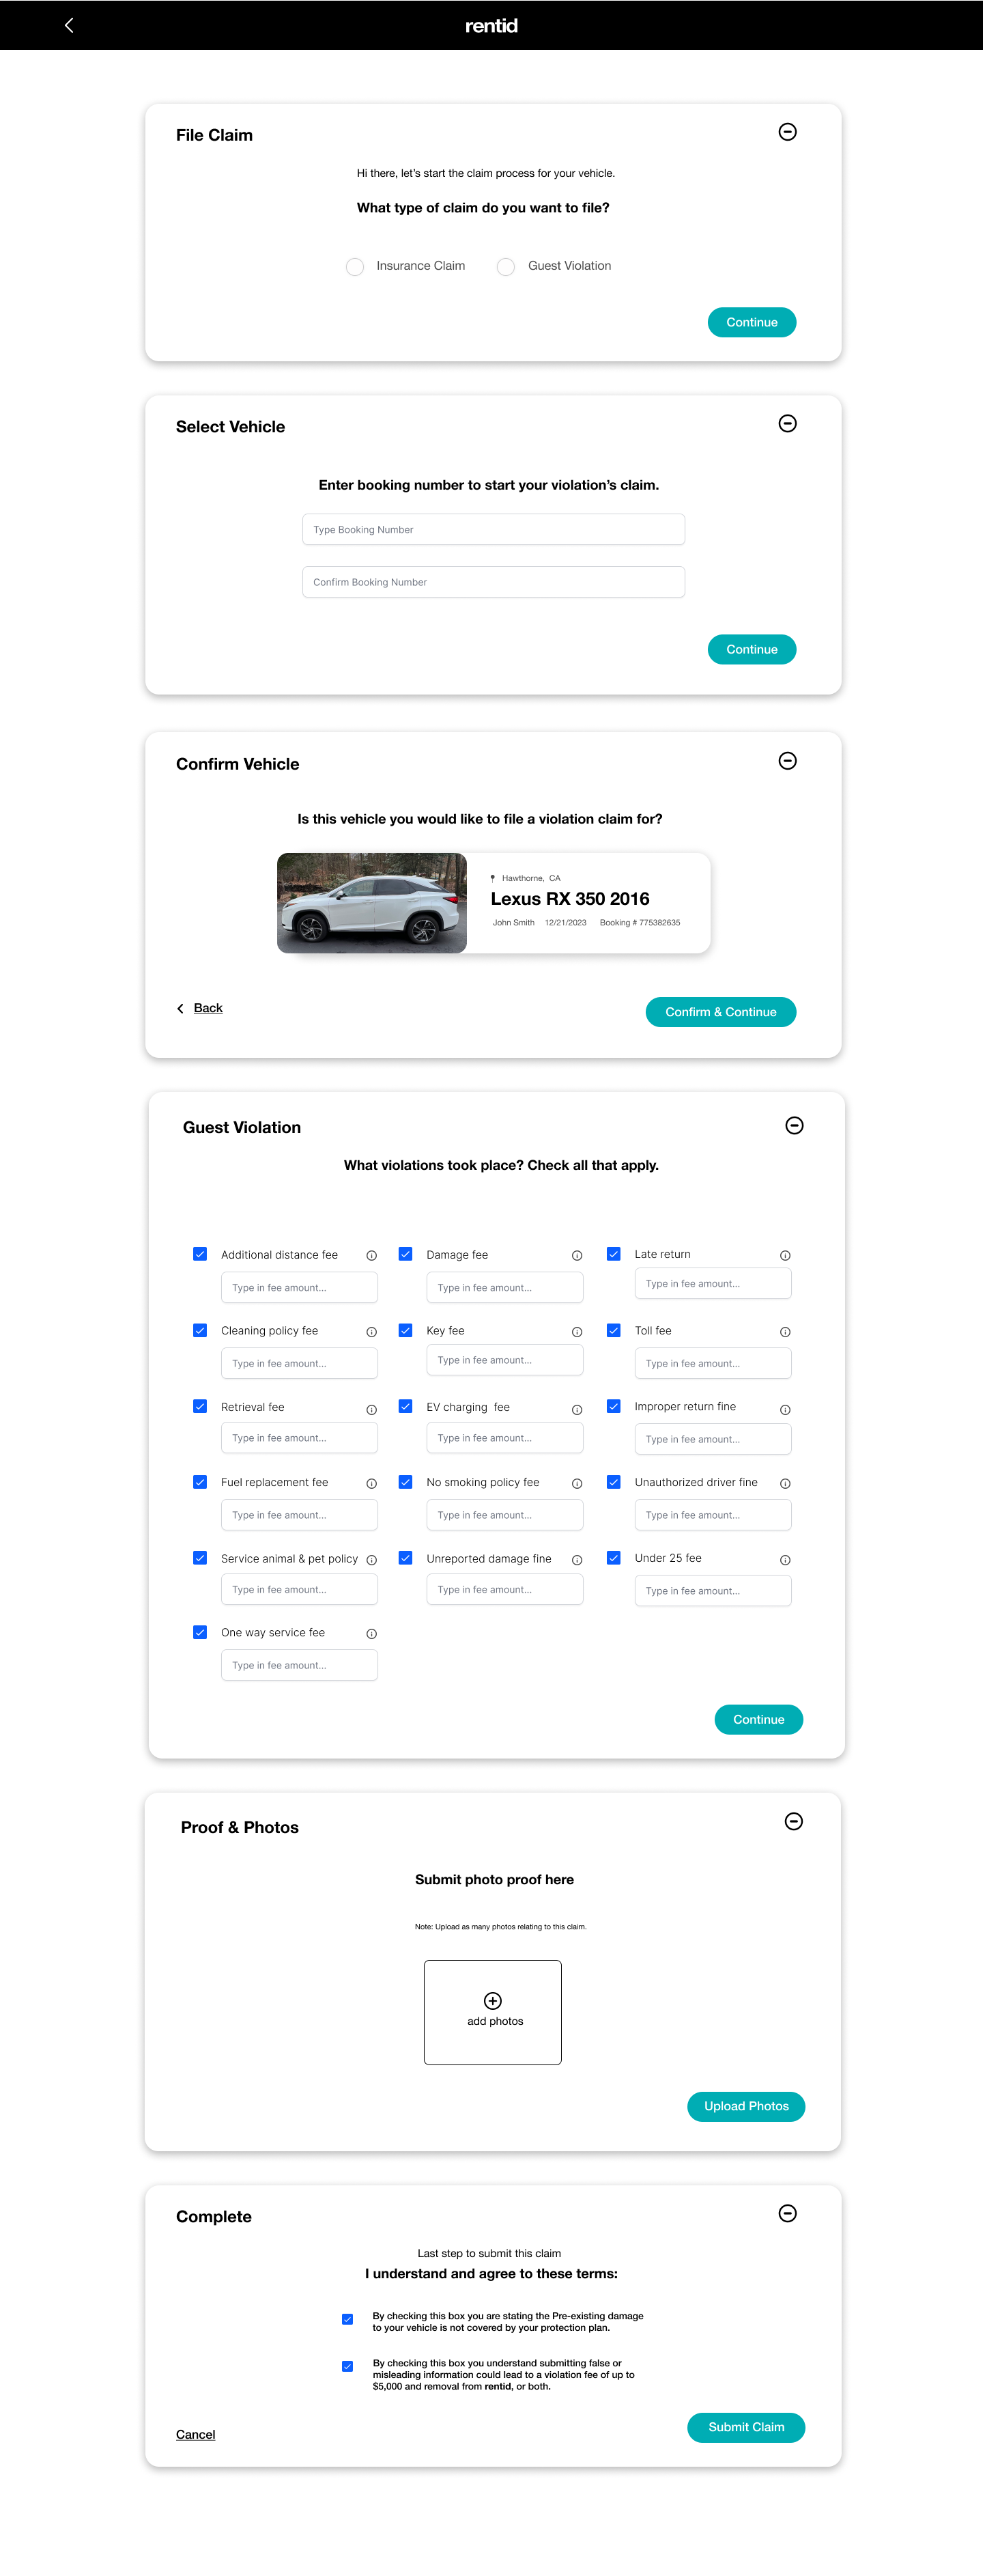 rentid
File Claim
Hi there, let's start the claim process for your vehicle.
What type of claim do you want to file?
Insurance Claim Guest Violation
Continue
Select Vehicle
Enter booking number to start your violation's claim.
Type Booking Number
Confirm Booking Number
Continue
Confirm Vehicle
Is this vehicle you would like to file a violation claim for?
Hawthorne, CA
Lexus RX 350 2016
John Smith 12/21/2023 Booking # 775382635
Back
Confirm & Continue
Guest Violation
What violations took place? Check all that apply.
Additional distance fee Damage fee Late return
Type in fee amount... Type in fee amount... Type in fee amount...
Cleaning policy fee Key fee Toll fee
Type in fee amount... Type in fee amount... Type in fee amount...
Retrieval fee EV charging fee Improper return fine
Type in fee amount... Type in fee amount... Type in fee amount...
Fuel replacement fee No smoking policy fee Unauthorized driver fine
Type in fee amount... Type in fee amount... Type in fee amount...
Service animal & pet policy Unreported damage fine Under 25 fee
Type in fee amount... Type in fee amount... Type in fee amount...
One way service fee
Type in fee amount...
Continue
Proof & Photos
Submit photo proof here
Note: Upload as many photos relating to this claim.
add photos
Upload Photos
Complete
Last step to submit this claim
I understand and agree to these terms:
By checking this box you are stating the Pre-existing damage
to your vehicle is not covered by your protection plan.
By checking this box you understand submitting false or
misleading information could lead to a violation fee of up to
$5,000 and removal from rentid, or both.
Cancel
Submit Claim